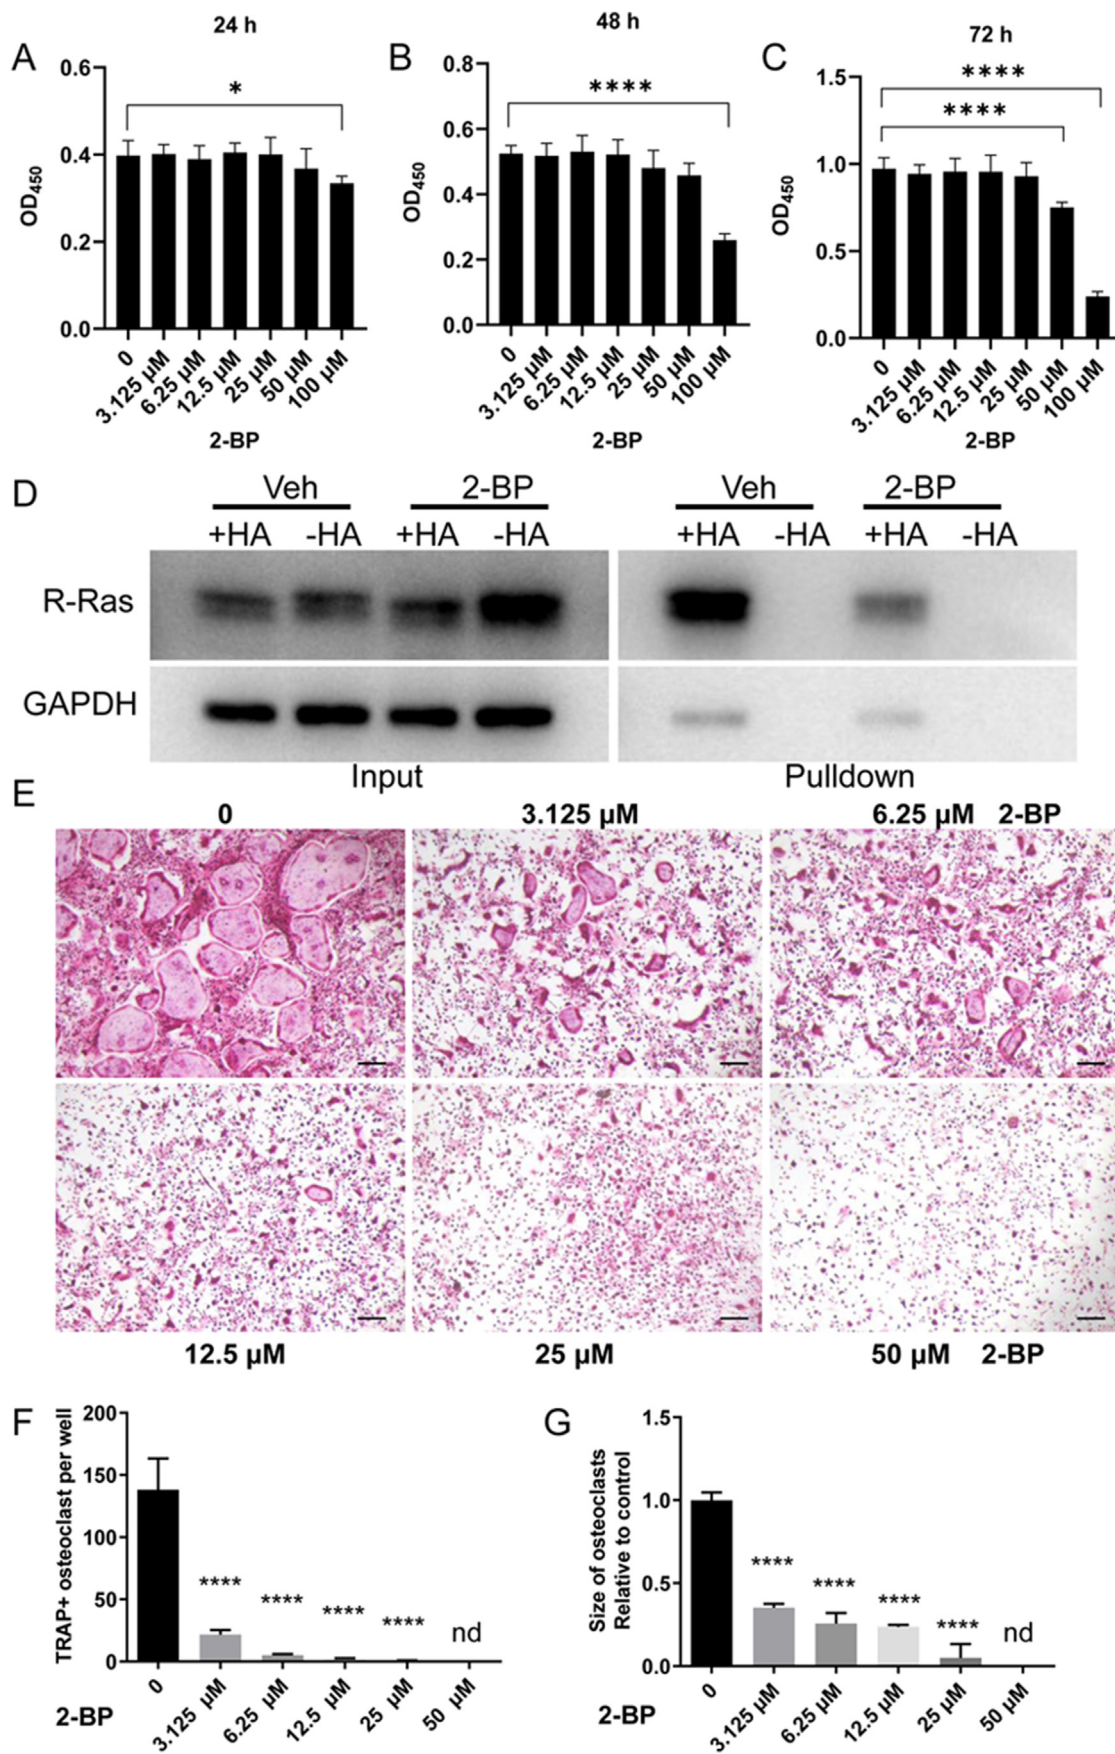 24 h
48 h
72 h
A
B
C
0.6
0.4
0.2
0.0
OD450
*
0
3.125 µM
6.25 µM
12.5 µM
25 µM
50 µM
100 µM
2-BP
0.8
0.6
0.4
0.2
0.0
OD450
****
0
3.125 µM
6.25 µM
12.5 µM
25 µM
50 µM
100 µM
2-BP
1.5
1.0
0.5
0.0
OD450
****
****
0
3.125 µM
6.25 µM
12.5 µM
25 µM
50 µM
100 µM
2-BP
D
Veh 2-BP Veh 2-BP
+HA -HA +HA -HA +HA -HA +HA -HA
R-Ras
GAPDH
Input Pulldown
E
0 3.125 µM 6.25 µM 2-BP
12.5 µM 25 µM 50 µM 2-BP
F
TRAP+ osteoclast per well
200
150
100
50
0
****
****
****
****
nd
0
3.125 µM
6.25 µM
12.5 µM
25 µM
50 µM
2-BP
G
Size of osteoclasts
Relative to control
1.5
1.0
0.5
0.0
****
****
****
****
nd
0
3.125 µM
6.25 µM
12.5 µM
25 µM
50 µM
2-BP